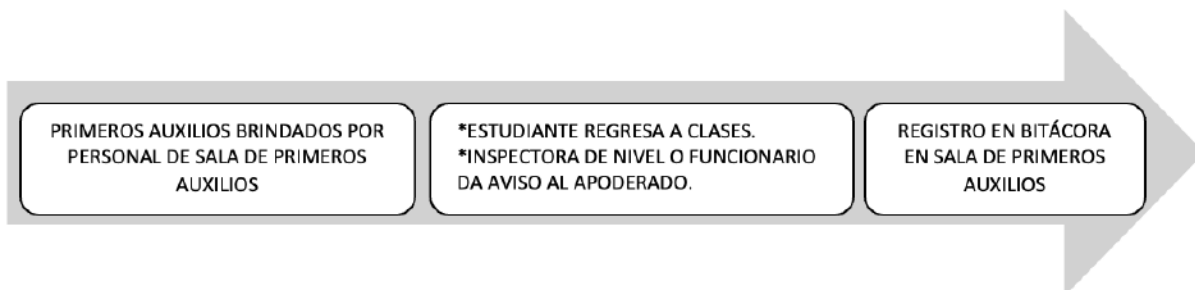 PRIMEROS AUXILIOS BRINDADOS POR
PERSONAL DE SALA DE PRIMEROS
AUXILIOS
*ESTUDIANTE REGRESA A CLASES.
*INSPECTORA DE NIVEL O FUNCIONARIO
DA AVISO AL APODERADO.
REGISTRO EN BITÁCORA
EN SALA DE PRIMEROS
AUXILIOS